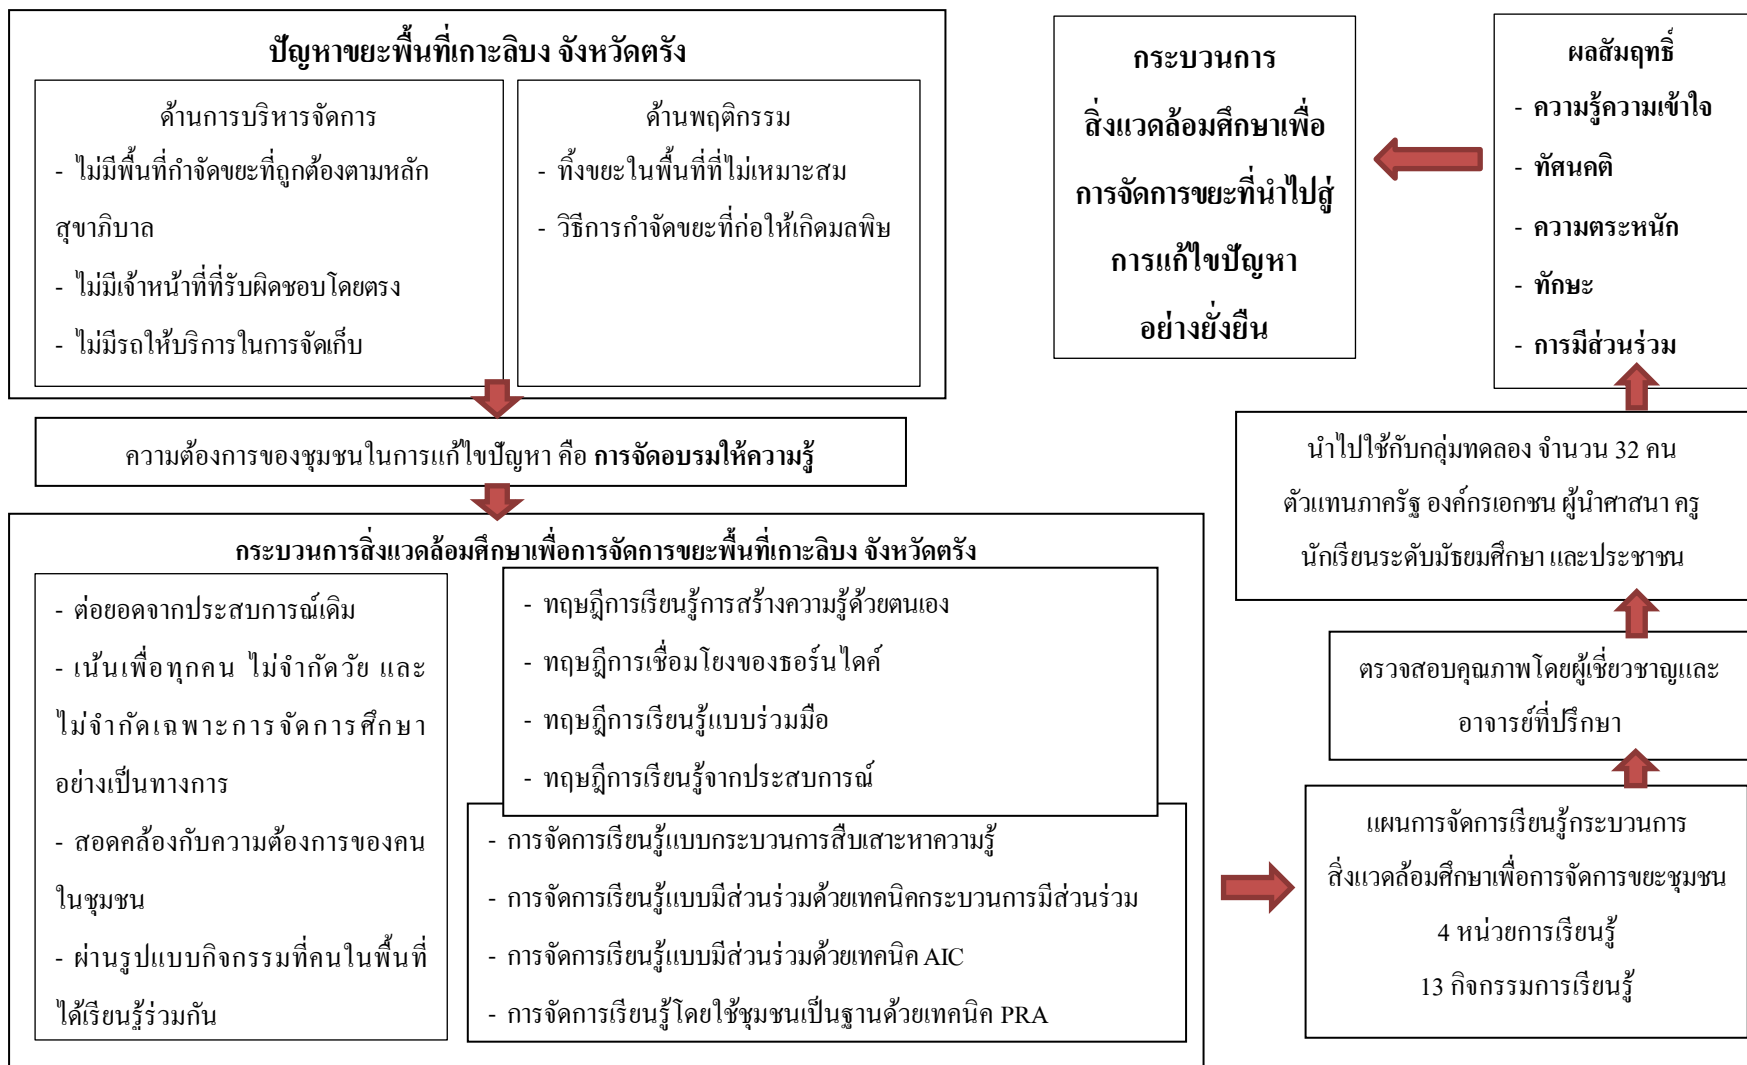 ปัญหาขยะพื้นที่เกาะลิบง จังหวัดตรัง
ด้านการบริหารจัดการ
- ไม่มีพื้นที่กำจัดขยะที่ถูกต้องตามหลัก
สุขาภิบาล
- ไม่มีเจ้าหน้าที่ที่รับผิดชอบโดยตรง
- ไม่มีรถให้บริการในการจัดเก็บ
ด้านพฤติกรรม
- ทิ้งขยะในพื้นที่ที่ไม่เหมาะสม
- วิธีการกำจัดขยะที่ก่อให้เกิดมลพิษ
ความต้องการของชุมชนในการแก้ไขปัญหา คือ การจัดอบรมให้ความรู้
กระบวนการสิ่งแวดล้อมศึกษาเพื่อการจัดการขยะพื้นที่เกาะลิบง จังหวัดตรัง
- ต่อยอดจากประสบการณ์เดิม
- เน้นเพื่อทุกคน ไม่จำกัดวัย และ
ไม่จำกัดเฉพาะการจัดการศึกษา
อย่างเป็นทางการ
- สอดคล้องกับความต้องการของคน
ในชุมชน
- ผ่านรูปแบบกิจกรรมที่คนในพื้นที่
ได้เรียนรู้ร่วมกัน
- ทฤษฎีการเรียนรู้การสร้างความรู้ด้วยตนเอง
- ทฤษฎีการเชื่อมโยงของธอร์นไดค์
- ทฤษฎีการเรียนรู้แบบร่วมมือ
- ทฤษฎีการเรียนรู้จากประสบการณ์
- การจัดการเรียนรู้แบบกระบวนการสืบเสาะหาความรู้
- การจัดการเรียนรู้แบบมีส่วนร่วมด้วยเทคนิคกระบวนการมีส่วนร่วม
- การจัดการเรียนรู้แบบมีส่วนร่วมด้วยเทคนิค AIC
- การจัดการเรียนรู้โดยใช้ชุมชนเป็นฐานด้วยเทคนิค PRA
แผนการจัดการเรียนรู้กระบวนการ
สิ่งแวดล้อมศึกษาเพื่อการจัดการขยะชุมชน
4 หน่วยการเรียนรู้
13 กิจกรรมการเรียนรู้
ตรวจสอบคุณภาพโดยผู้เชี่ยวชาญและ
อาจารย์ที่ปรึกษา
นำไปใช้กับกลุ่มทดลอง จำนวน 32 คน
ตัวแทนภาครัฐ องค์กรเอกชน ผู้นำศาสนา ครู
นักเรียนระดับมัธยมศึกษา และประชาชน
ผลสัมฤทธิ์
- ความรู้ความเข้าใจ
- ทัศนคติ
- ความตระหนัก
- ทักษะ
- การมีส่วนร่วม
กระบวนการ
สิ่งแวดล้อมศึกษาเพื่อ
การจัดการขยะที่นำไปสู่
การแก้ไขปัญหา
อย่างยั่งยืน